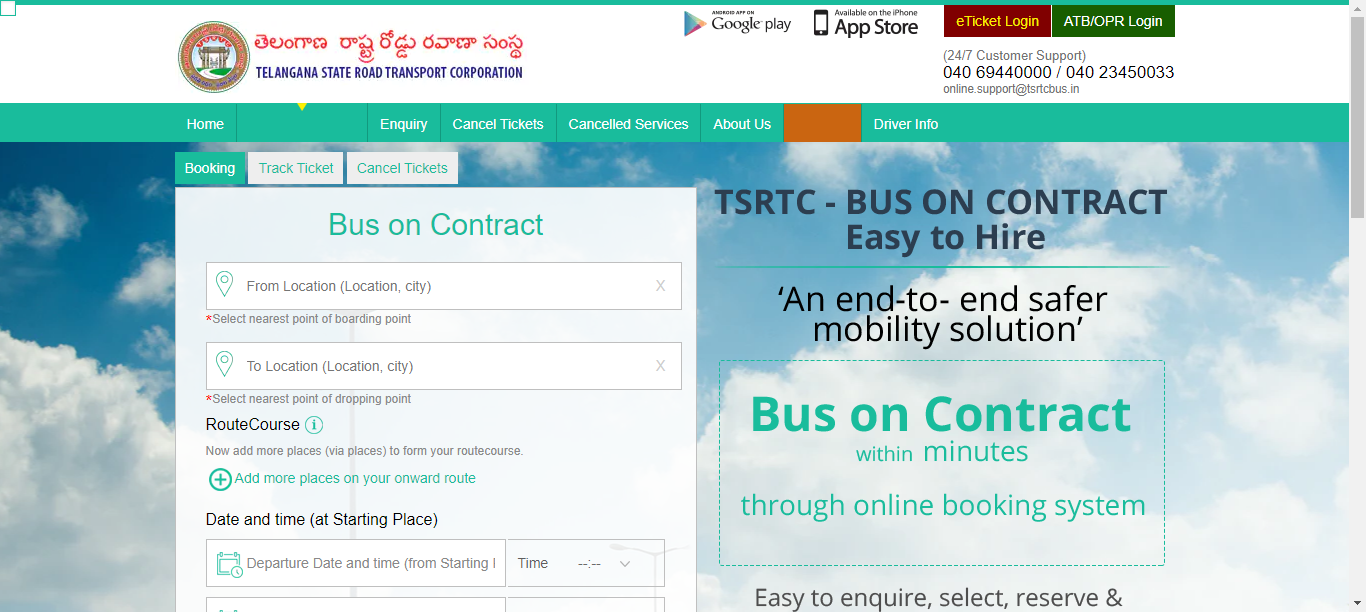 ANDROID APP ON
Google play
Available on the iPhone
App Store
eTicket Login
ATB/OPR Login
తెలంగాణ రాష్ట్ర రోడ్డు రవాణా సంస్థ
TELANGANA STATE ROAD TRANSPORT CORPORATION
(24/7 Customer Support)
040 69440000 / 040 23450033
online.support@tsrtcbus.in
Home
Enquiry
Cancel Tickets
Cancelled Services
About Us
Driver Info
Booking
Track Ticket
Cancel Tickets
Bus on Contract
From Location (Location, city)
X
*Select nearest point of boarding point
To Location (Location, city)
X
*Select nearest point of dropping point
RouteCourse i
Now add more places (via places) to form your routecourse.
Add more places on your onward route
Date and time (at Starting Place)
Departure Date and time (from Starting
Time
--:--
TSRTC - BUS ON CONTRACT
Easy to Hire
‘An end-to- end safer
mobility solution’
Bus on Contract
within minutes
through online booking system
Easy to enquire, select, reserve &